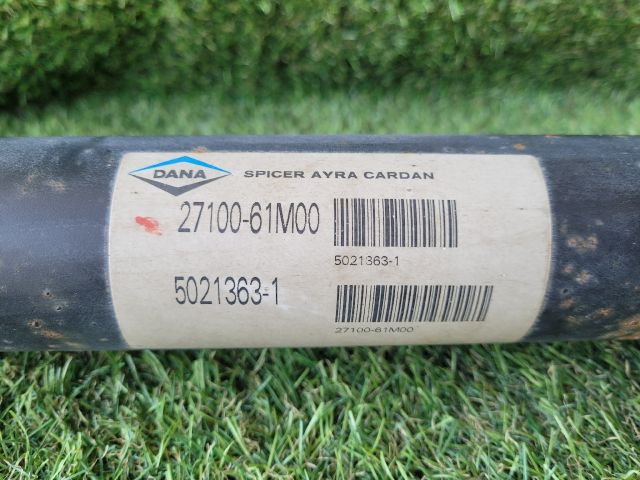 DANA
SPICER AYRA CARDAN
27100-61M00
5021363-1
5021363-1
27100-61M00